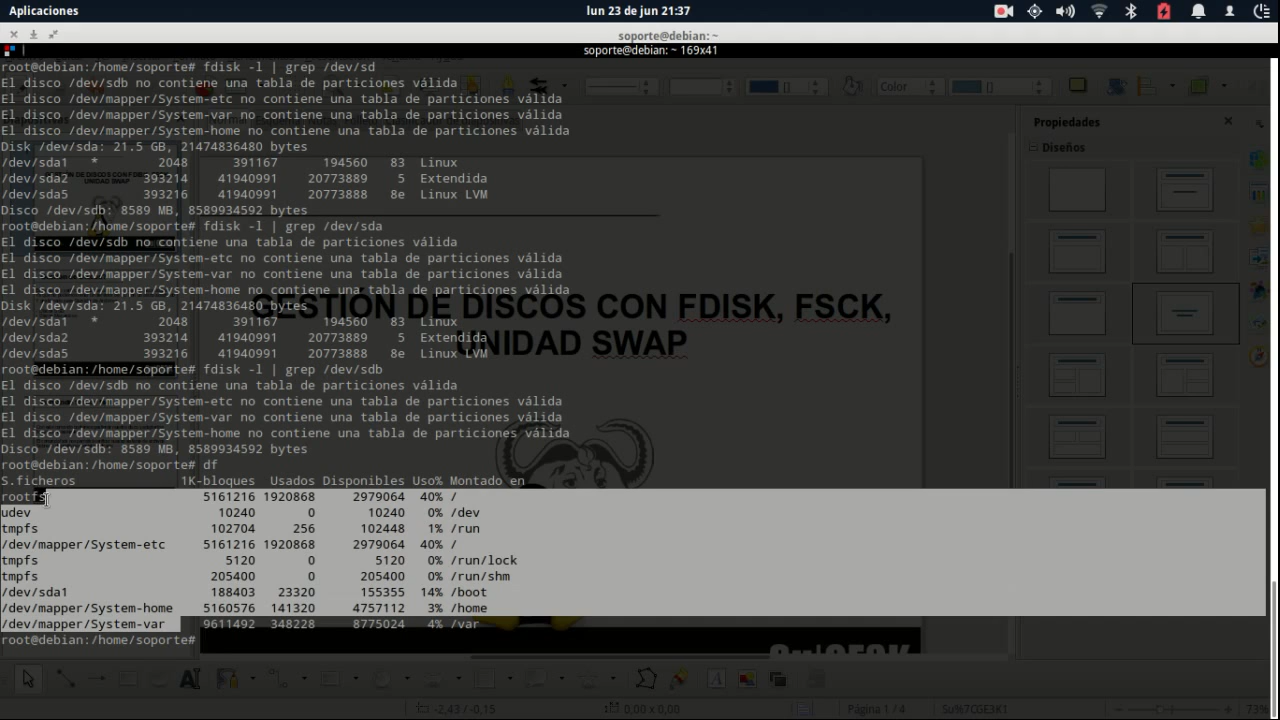 Aplicaciones
lun 23 de jun 21:37
soporte@debian: ~
soporte@debian: ~ 169x41
root@debian:/home/soporte# fdisk -l | grep /dev/sd
El disco /dev/sdb no contiene una tabla de particiones válida
El disco /dev/mapper/System-etc no contiene una tabla de particiones válida
El disco /dev/mapper/System-var no contiene una tabla de particiones válida
El disco /dev/mapper/System-home no contiene una tabla de particiones válida
Disk /dev/sda: 21.5 GB, 21474836480 bytes
/dev/sda1   *        2048      391167      194560   83  Linux
/dev/sda2          393214    41940991    20773889    5  Extendida
/dev/sda5          393216    41940991    20773888   8e  Linux LVM
Disco /dev/sdb: 8589 MB, 8589934592 bytes
root@debian:/home/soporte# fdisk -l | grep /dev/sda
El disco /dev/sdb no contiene una tabla de particiones válida
El disco /dev/mapper/System-etc no contiene una tabla de particiones válida
El disco /dev/mapper/System-var no contiene una tabla de particiones válida
El disco /dev/mapper/System-home no contiene una tabla de particiones válida
Disk /dev/sda: 21.5 GB, 21474836480 bytes
/dev/sda1   *        2048      391167      194560   83  Linux
/dev/sda2          393214    41940991    20773889    5  Extendida
/dev/sda5          393216    41940991    20773888   8e  Linux LVM
root@debian:/home/soporte# fdisk -l | grep /dev/sdb
El disco /dev/sdb no contiene una tabla de particiones válida
El disco /dev/mapper/System-etc no contiene una tabla de particiones válida
El disco /dev/mapper/System-var no contiene una tabla de particiones válida
El disco /dev/mapper/System-home no contiene una tabla de particiones válida
Disco /dev/sdb: 8589 MB, 8589934592 bytes
root@debian:/home/soporte# df
S.ficheros              1K-bloques  Usados Disponibles Uso% Montado en
rootfs                     5161216 1920868     2979064  40% /
udev                         10240       0       10240   0% /dev
tmpfs                       102704     256      102448   1% /run
/dev/mapper/System-etc     5161216 1920868     2979064  40% /
tmpfs                         5120       0        5120   0% /run/lock
tmpfs                       205400       0      205400   0% /run/shm
/dev/sda1                   188403   23320      155355  14% /boot
/dev/mapper/System-home    5160576  141320     4757112   3% /home
/dev/mapper/System-var     9611492  348228     8775024   4% /var
root@debian:/home/soporte#
Color
Propiedades
Diseños
GESTIÓN DE DISCOS CON FDISK, FSCK,
UNIDAD SWAP
UNIDAD SWAP
-2,43 / -0,15
0,00 x 0,00
Página 1 / 4
Su%7CGE3K1
73%